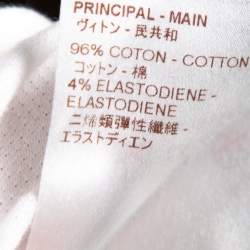 PRINCIPAL - MAIN
ヴィトン - 民共和
96% COTON - COTTON
コットン - 棉
4% ELASTODIENE -
ELASTODIENE
二烯類彈性纖維 -
エラストディエン